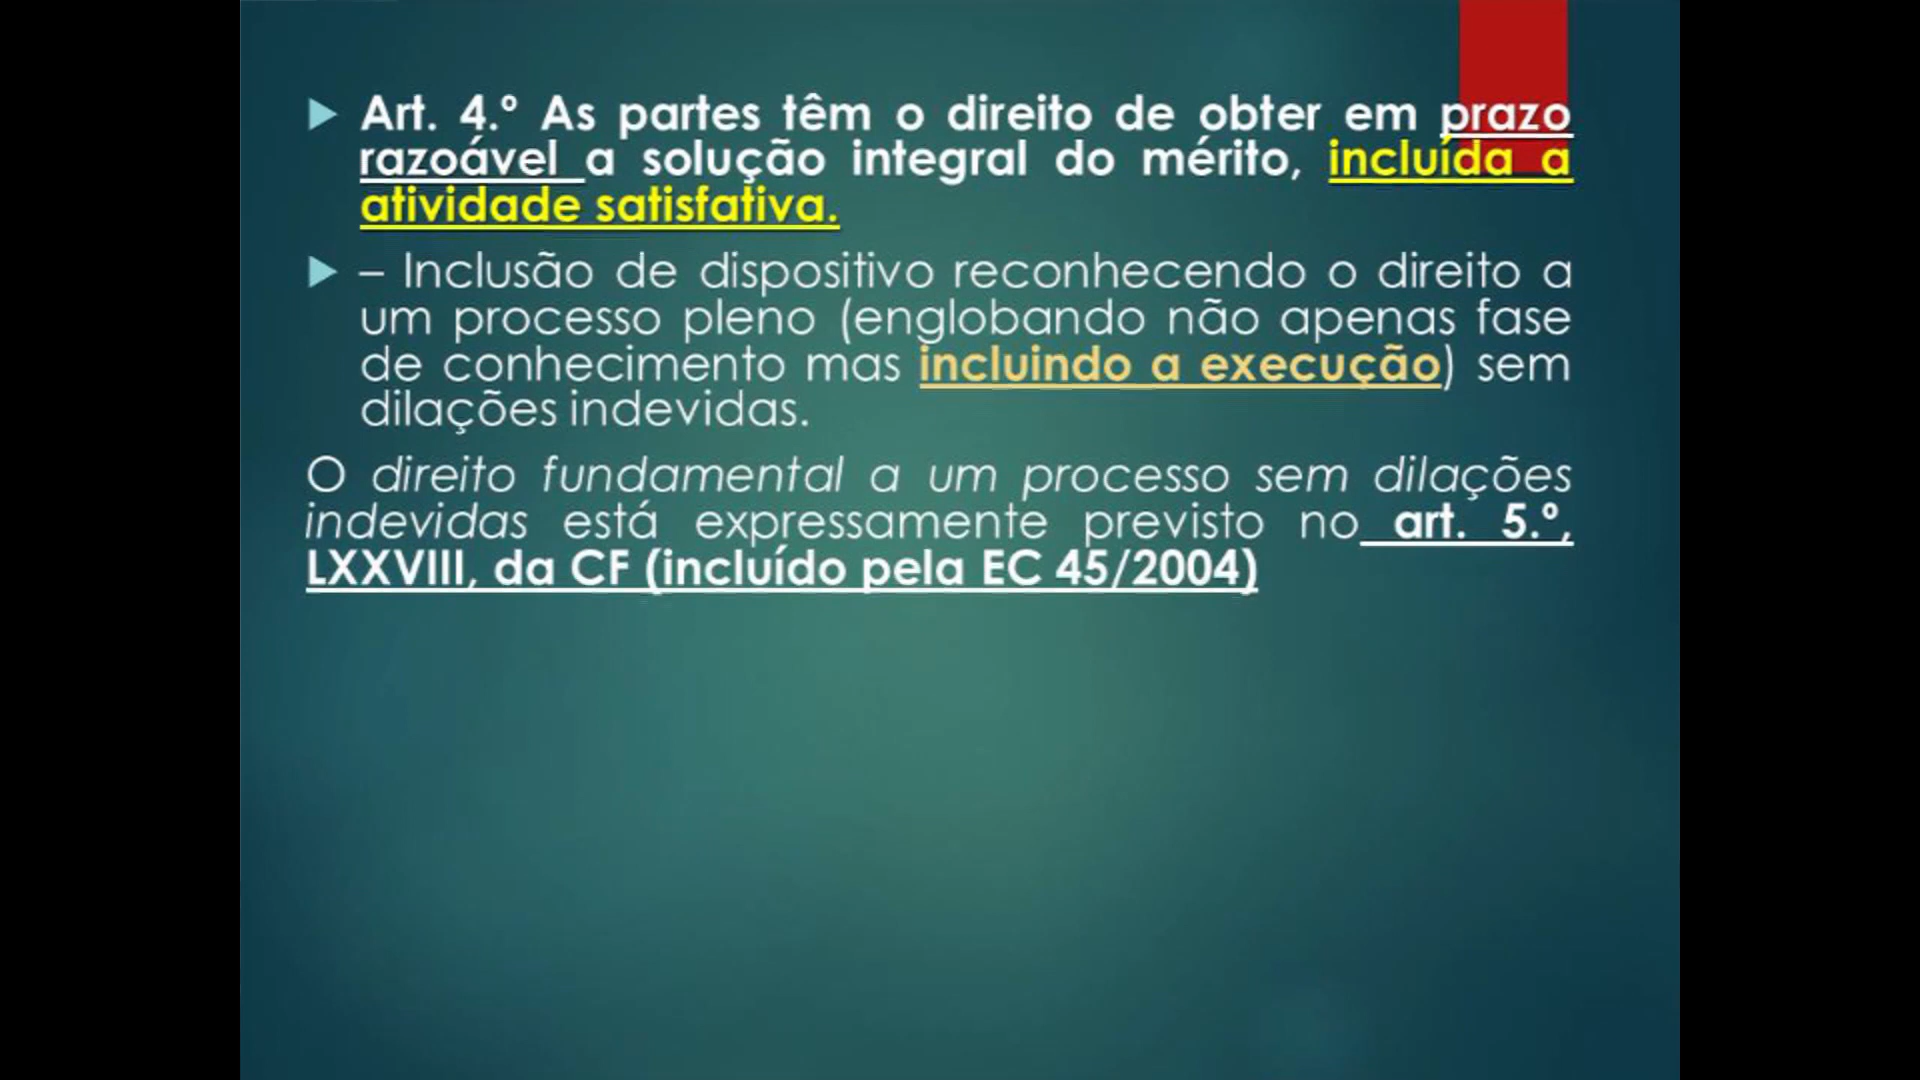 Art. 4.º As partes têm o direito de obter em prazo
razoável a solução integral do mérito, incluída a
atividade satisfativa.
– Inclusão de dispositivo reconhecendo o direito a
um processo pleno (englobando não apenas fase
de conhecimento mas incluindo a execução) sem
dilações indevidas.
O direito fundamental a um processo sem dilações
indevidas está expressamente previsto no art. 5.º,
LXXVIII, da CF (incluído pela EC 45/2004)